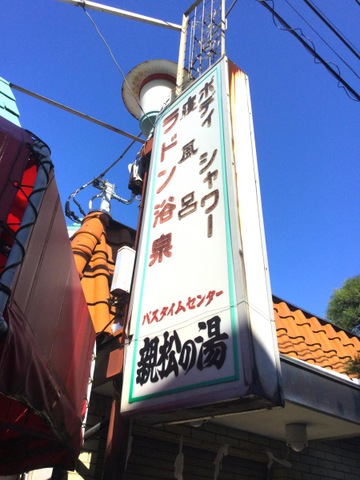 ボディシャワー
風呂
ラドン浴泉
バスタイムセンター
親松の湯